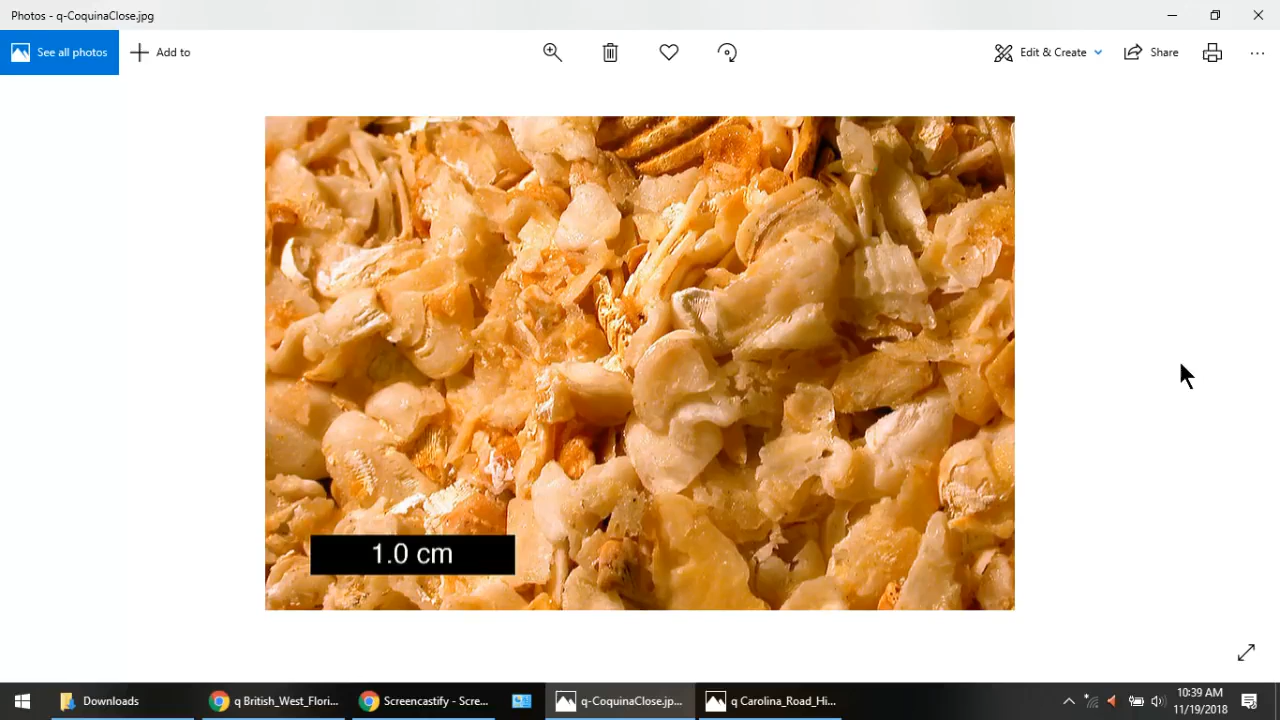 Photos - q-CoquinaClose.jpg
See all photos
Add to
Edit & Create
Share
1.0 cm
Downloads
q British_West_Flori...
Screencastify - Scre...
q-CoquinaClose.jp...
q Carolina_Road_Hi...
10:39 AM
11/19/2018